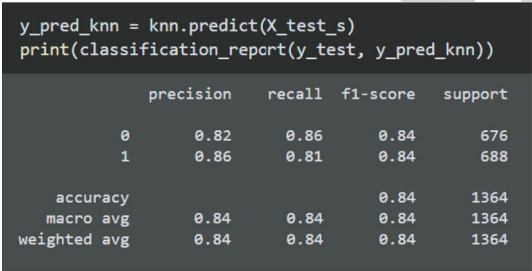 y_pred_knn = knn.predict(X_test_s)
print(classification_report(y_test, y_pred_knn))
precision recall f1-score support
0 0.82 0.86 0.84 676
1 0.86 0.81 0.84 688
accuracy 0.84 1364
macro avg 0.84 0.84 0.84 1364
weighted avg 0.84 0.84 0.84 1364